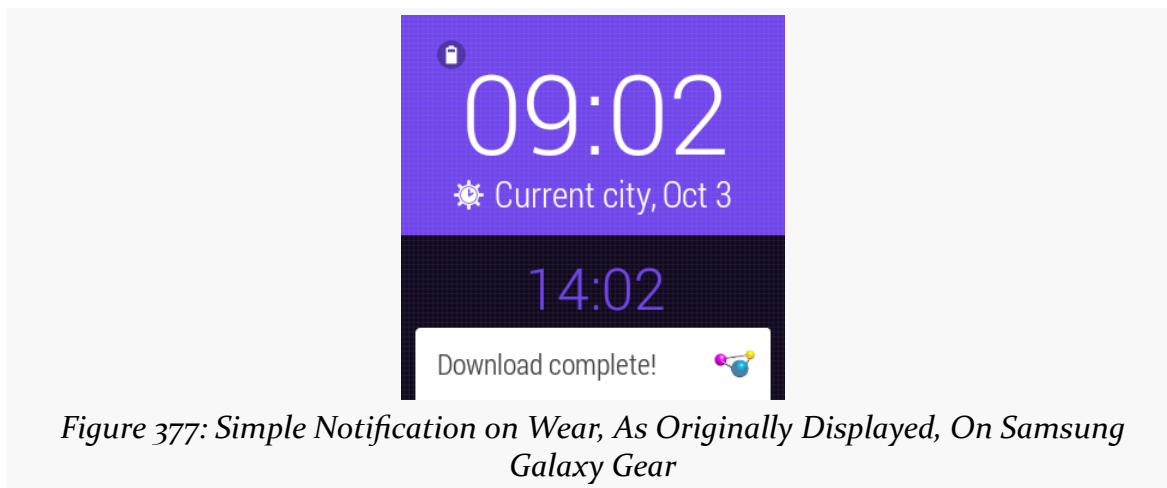 09:02
Current city, Oct 3
14:02
Download complete!
Figure 377: Simple Notification on Wear, As Originally Displayed, On Samsung
Galaxy Gear